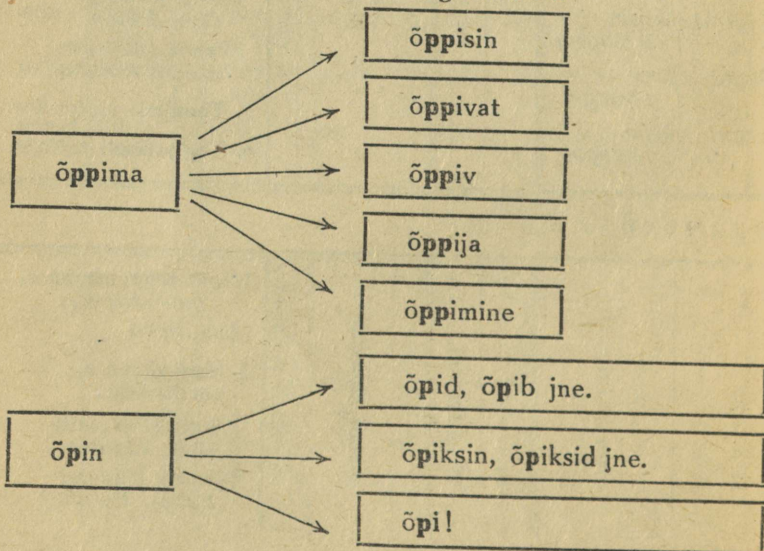 õppima
õppisin
õppivat
õppiv
õppija
õppimine
õpin
õpid, õpib jne.
õpiksin, õpiksid jne.
õpi!